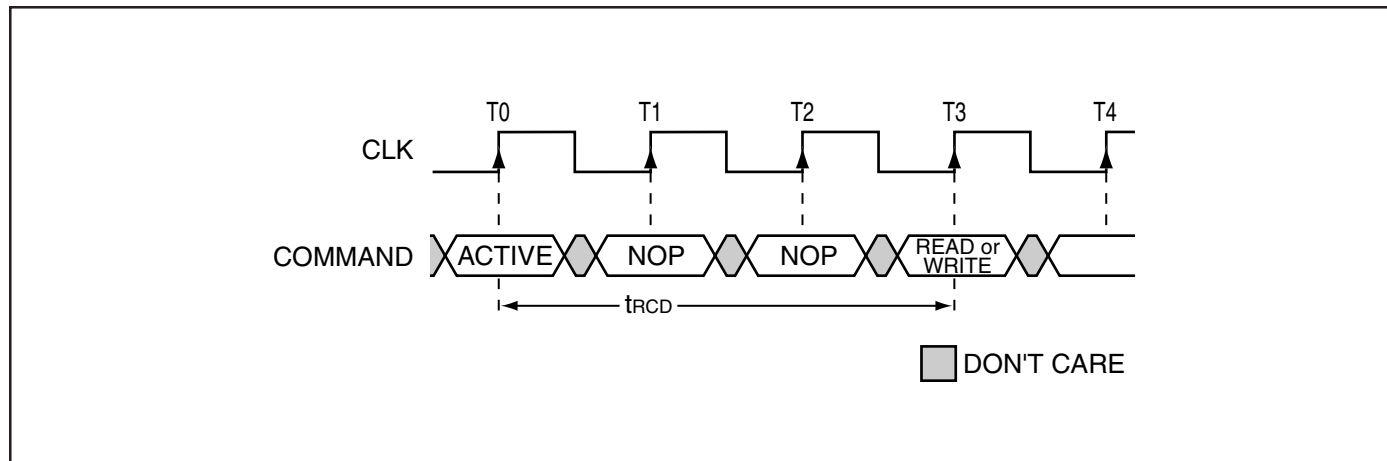 T0 T1 T2 T3 T4
CLK
COMMAND ACTIVE NOP NOP READ or
WRITE
tRCD
DON'T CARE